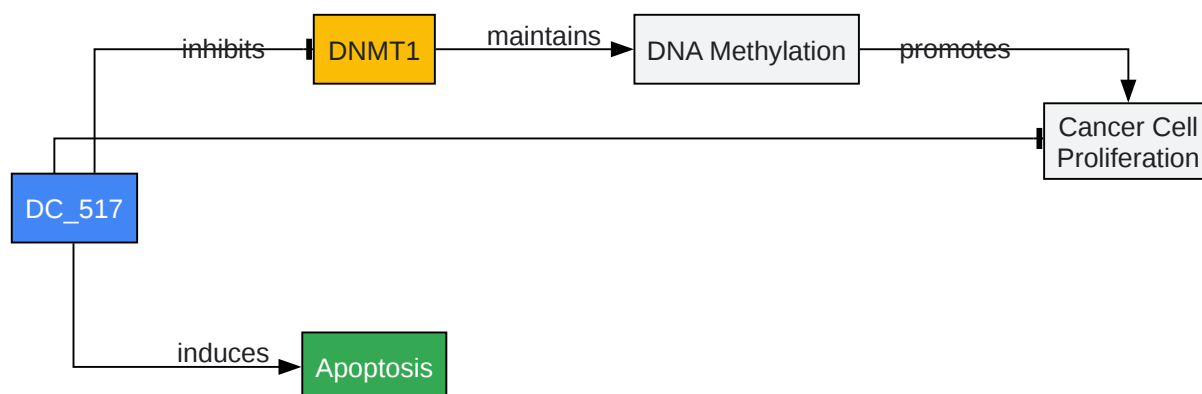 inhibits
DNMT1
maintains
DNA Methylation
promotes
Cancer Cell
Proliferation
DC_517
induces
Apoptosis